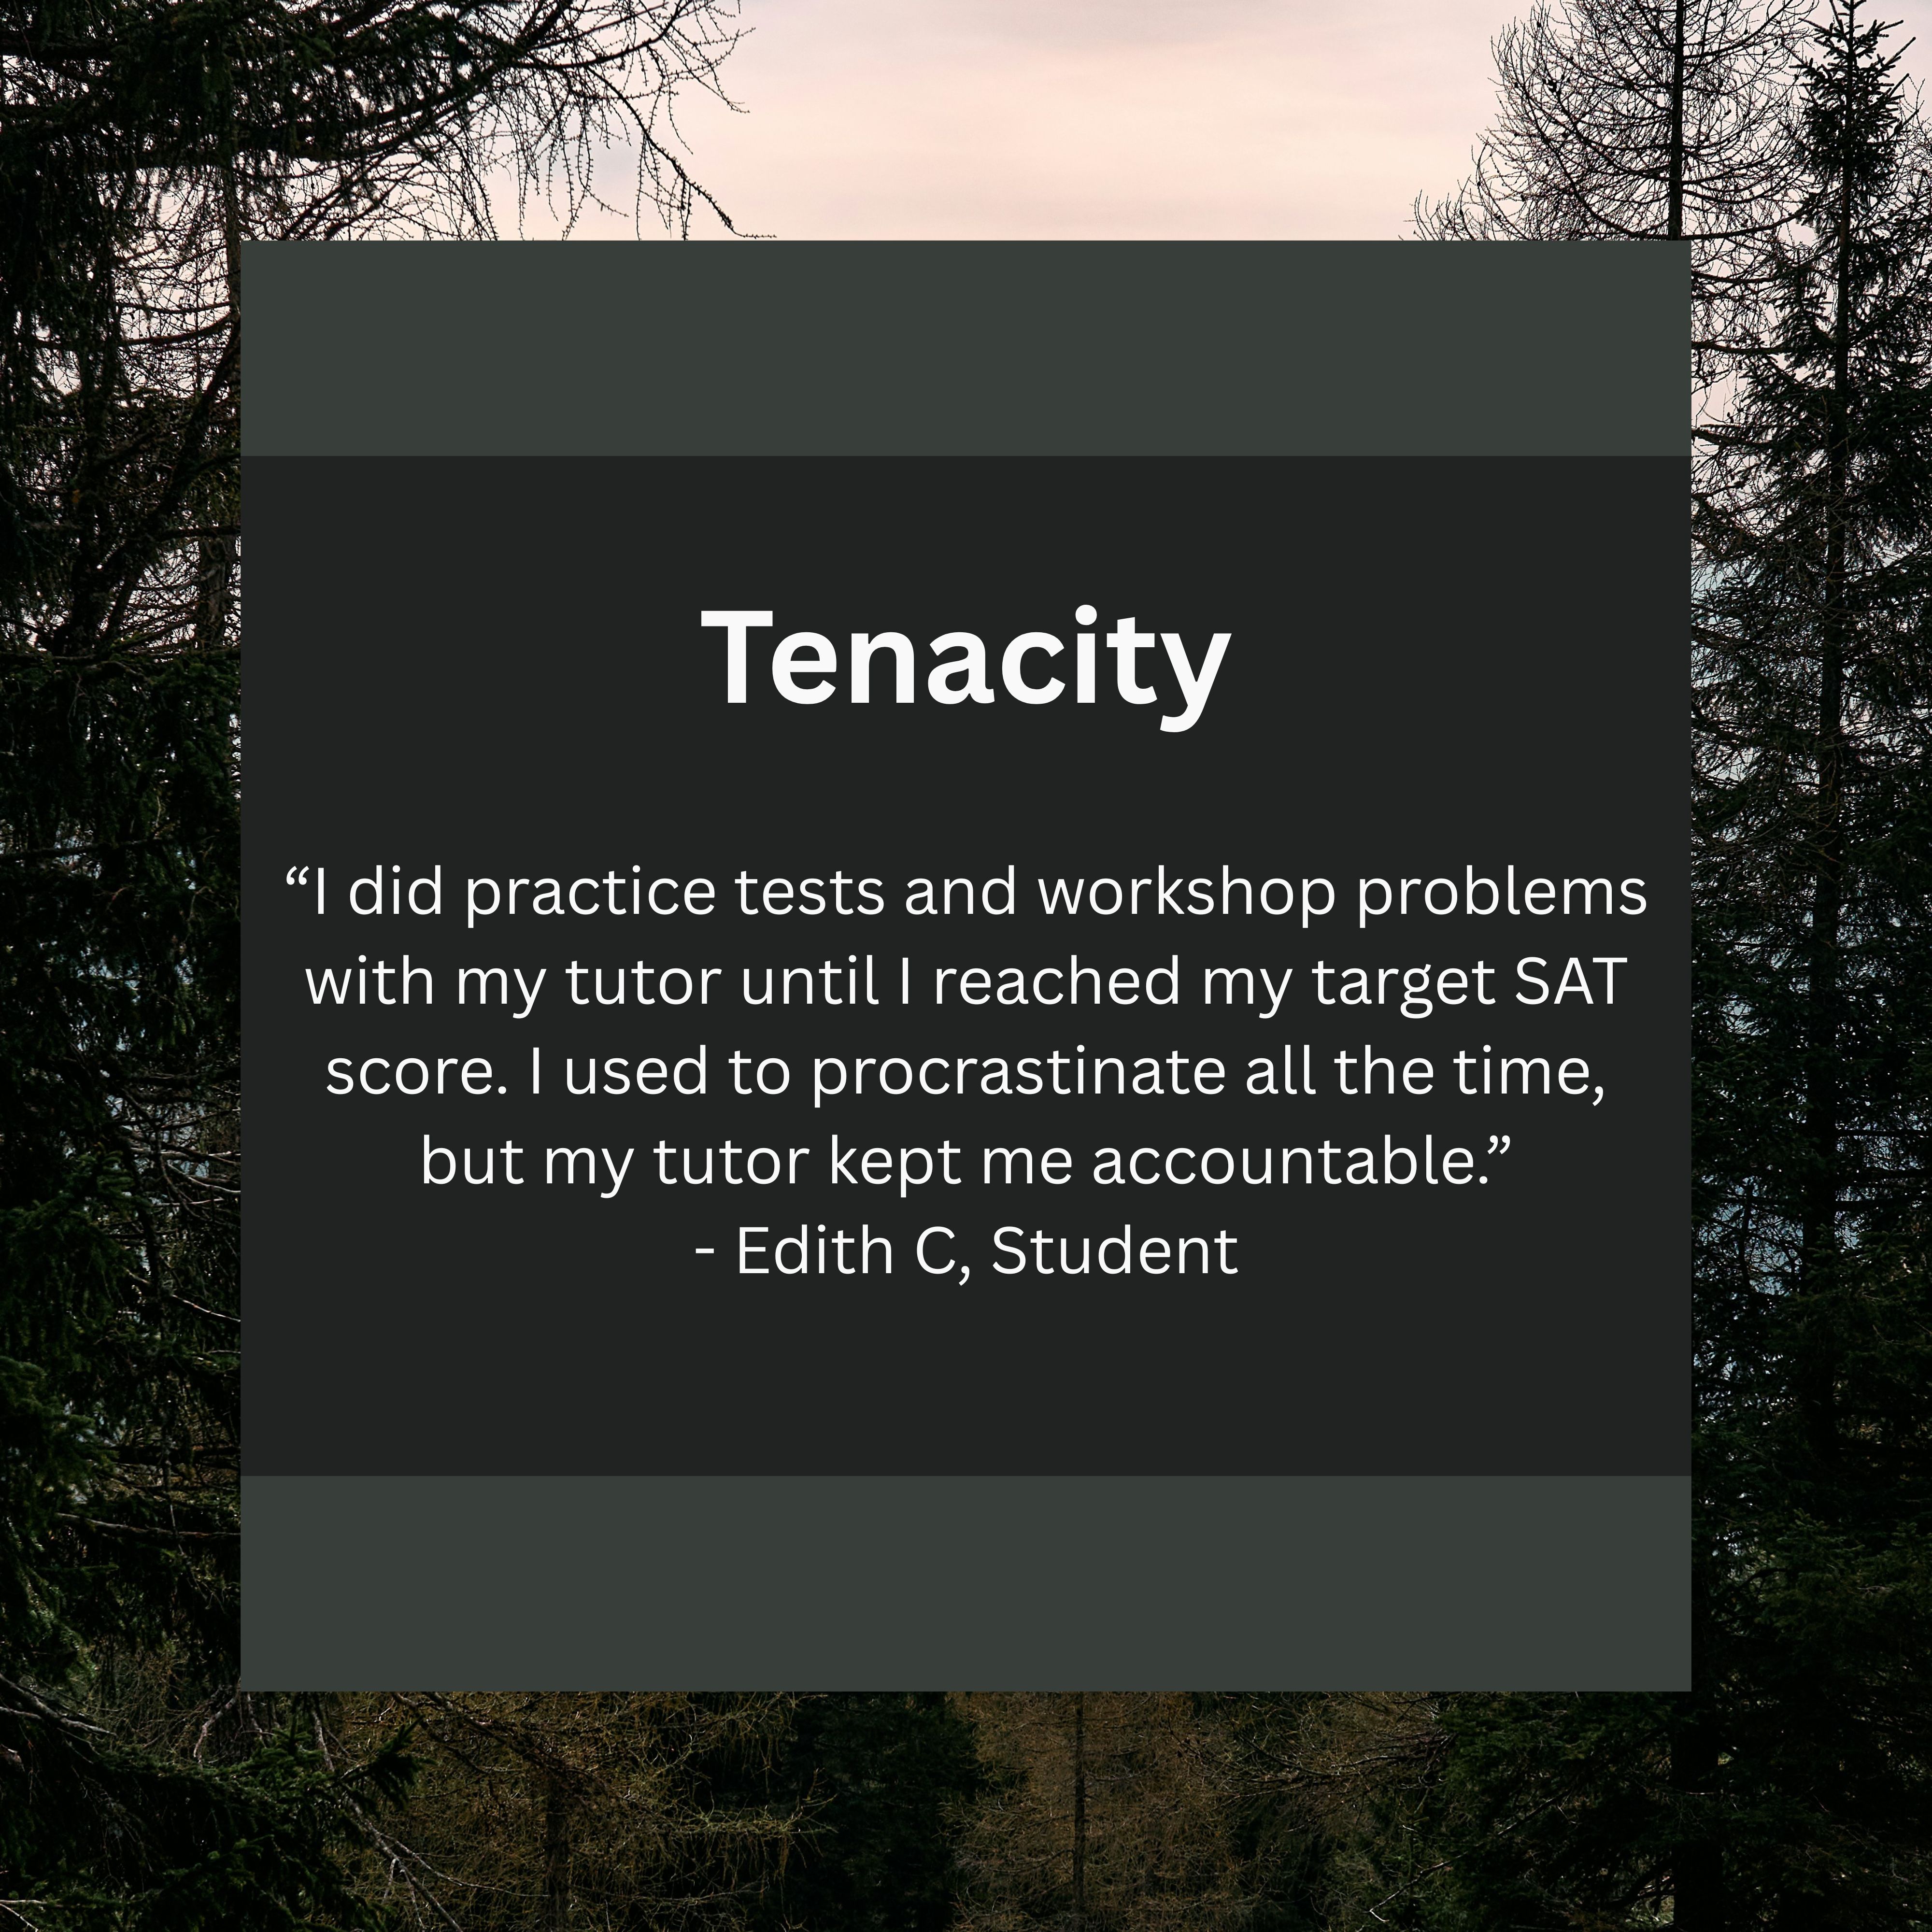 Tenacity
“I did practice tests and workshop problems
with my tutor until I reached my target SAT
score. I used to procrastinate all the time,
but my tutor kept me accountable.”
- Edith C, Student